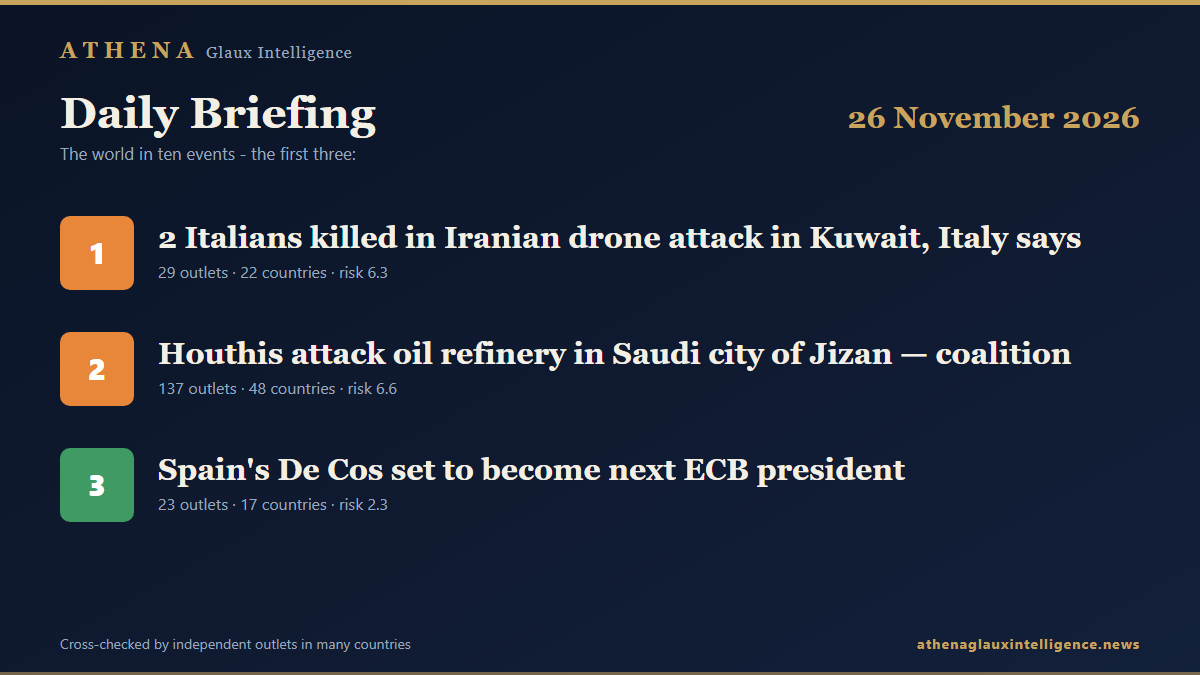 ATHENA Glaux Intelligence
Daily Briefing
26 November 2026
The world in ten events - the first three:
1
2 Italians killed in Iranian drone attack in Kuwait, Italy says
29 outlets · 22 countries · risk 6.3
2
Houthis attack oil refinery in Saudi city of Jizan — coalition
137 outlets · 48 countries · risk 6.6
3
Spain's De Cos set to become next ECB president
23 outlets · 17 countries · risk 2.3
Cross-checked by independent outlets in many countries
athenaglauxintelligence.news